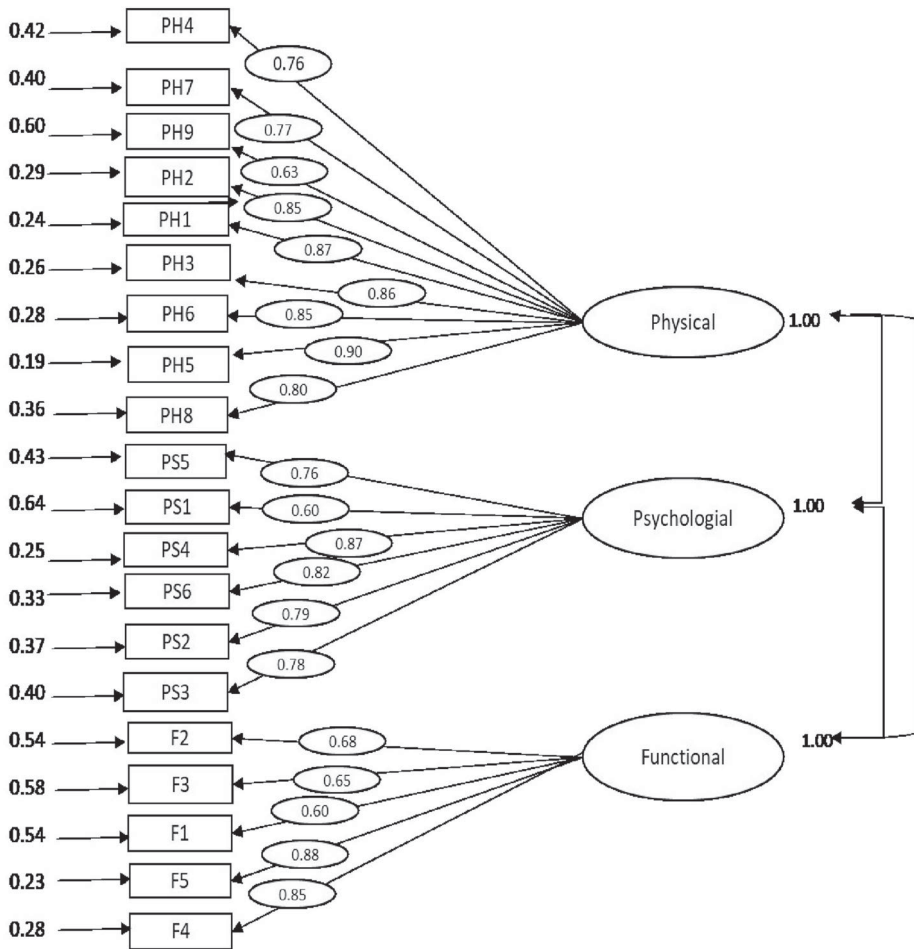 0.42 PH4
0.76
0.40 PH7
0.77
0.60 PH9
0.63
0.29 PH2
0.85
0.24 PH1
0.87
0.26 PH3
0.86
0.28 PH6 0.85 Physical 1.00
0.19 PH5 0.90
0.80
0.36 PH8
0.43 PS5
0.76
0.64 PS1 0.60 Psychologial 1.00
0.25 PS4 0.87
0.33 PS6 0.82
0.37 PS2 0.79
0.40 PS3 0.78
0.54 F2 0.68 Functional 1.00
0.58 F3 0.65
0.54 F1 0.60
0.23 F5 0.88
0.28 F4 0.85